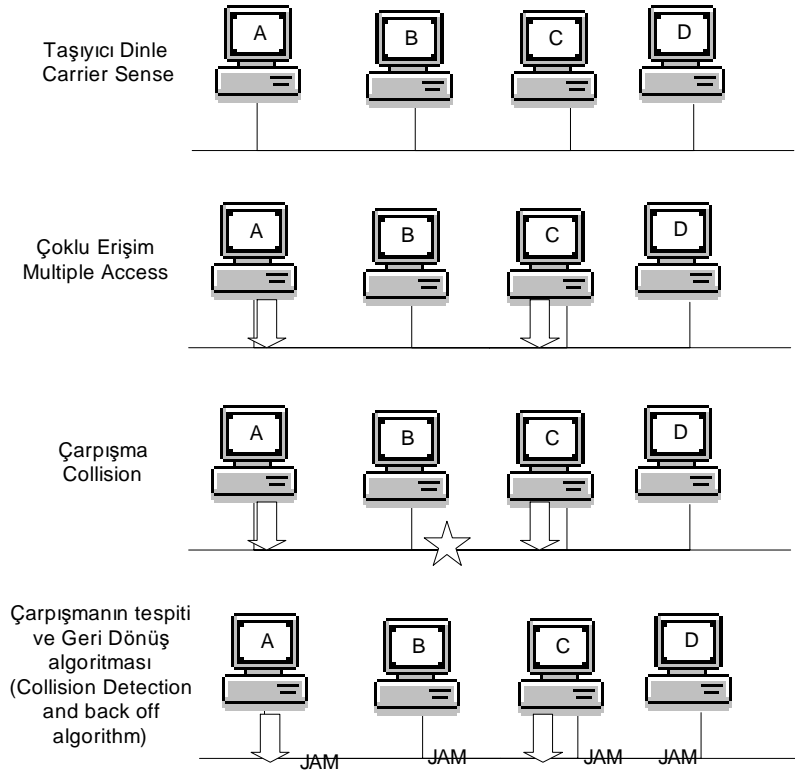 Taşıyıcı Dinle
Carrier Sense
A
B
C
D
Çoklu Erişim
Multiple Access
A
B
C
D
Çarpışma
Collision
A
B
C
D
Çarpışmanın tespiti
ve Geri Dönüş
algoritması
(Collision Detection
and back off
algorithm)
A
B
C
D
JAM
JAM
JAM
JAM